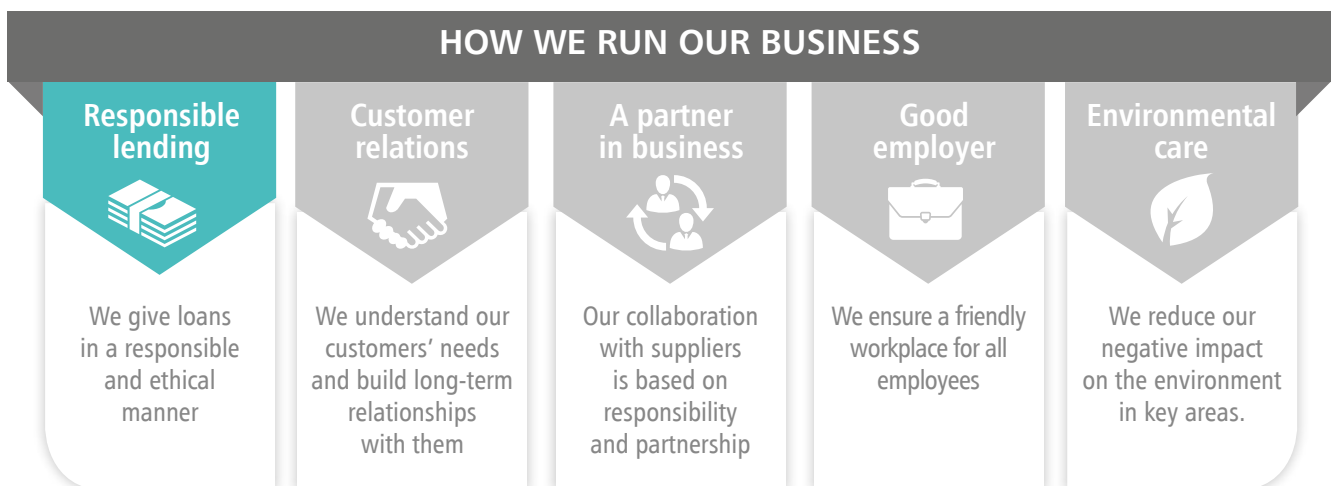 HOW WE RUN OUR BUSINESS
Responsible
lending
We give loans
in a responsible
and ethical
manner
Customer
relations
We understand our
customers’ needs
and build long-term
relationships
with them
A partner
in business
Our collaboration
with suppliers
is based on
responsibility
and partnership
Good
employer
We ensure a friendly
workplace for all
employees
Environmental
care
We reduce our
negative impact
on the environment
in key areas.